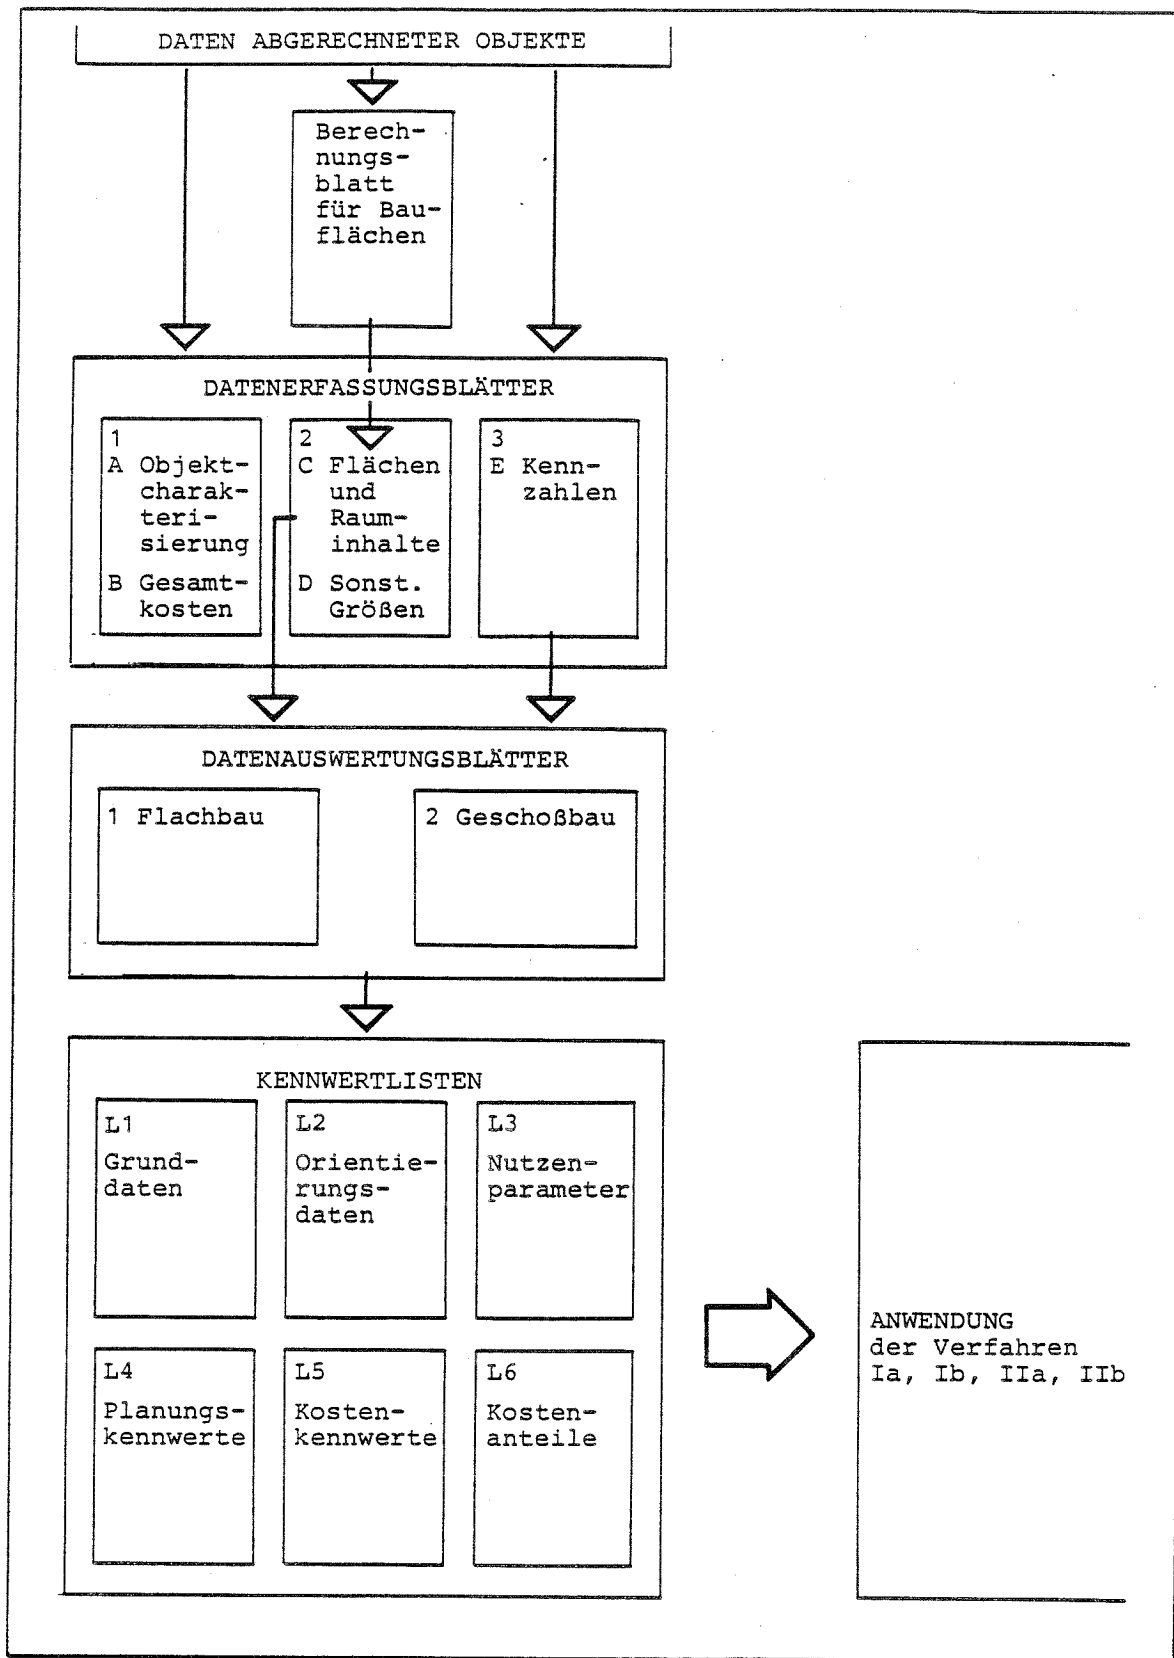 DATEN ABGERECHNETER OBJEKTE
Berech-
nungs-
blatt
für Bau-
flächen
DATENERFASSUNGSBLÄTTER
1
A Objekt-
charak-
teri-
sierung
B Gesamt-
kosten
2
C Flächen
und
Raum-
inhalte
D Sonst.
Größen
3
E Kenn-
zahlen
DATENAUSWERTUNGSBLÄTTER
1 Flachbau
2 Geschoßbau
KENNWERTLISTEN
L1
Grund-
daten
L2
Orientie-
rungs-
daten
L3
Nutzen-
parameter
L4
Planungs-
kennwerte
L5
Kosten-
kennwerte
L6
Kosten-
anteile
ANWENDUNG
der Verfahren
Ia, Ib, IIa, IIb